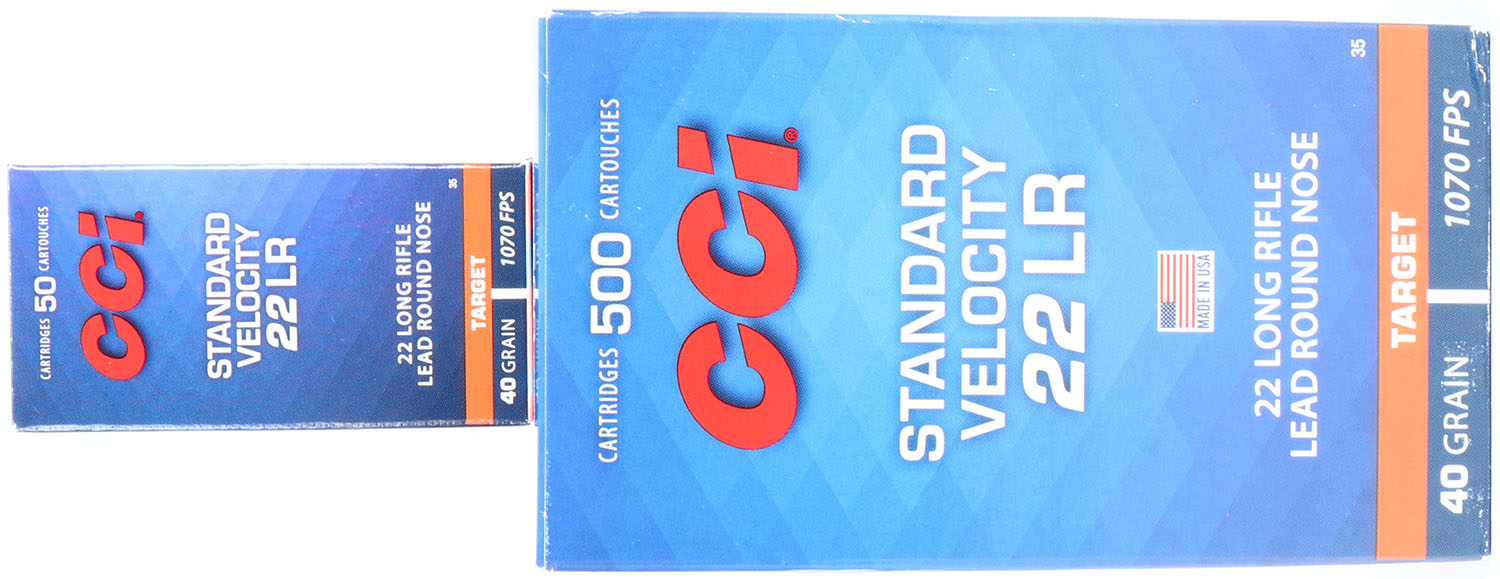 CARTRIDGES 50 CARTOUCHES
CCi
STANDARD
VELOCITY
22 LR
22 LONG RIFLE
LEAD ROUND NOSE
35
TARGET
40 GRAIN 1070 FPS
CARTRIDGES 500 CARTOUCHES
CCi®
STANDARD
VELOCITY
22 LR
MADE IN USA
22 LONG RIFLE
LEAD ROUND NOSE
35
TARGET
40 GRAIN 1070 FPS